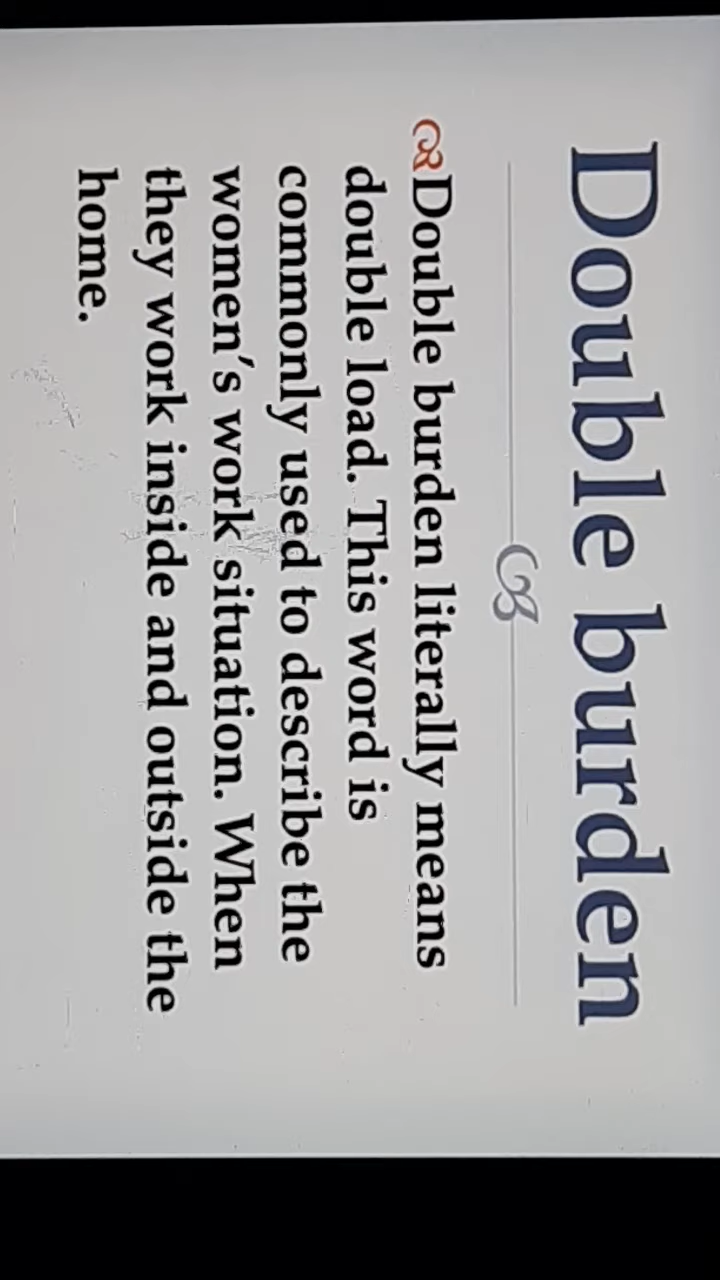 Double burden
Double burden literally means
double load. This word is
commonly used to describe the
women's work situation. When
they work inside and outside the
home.